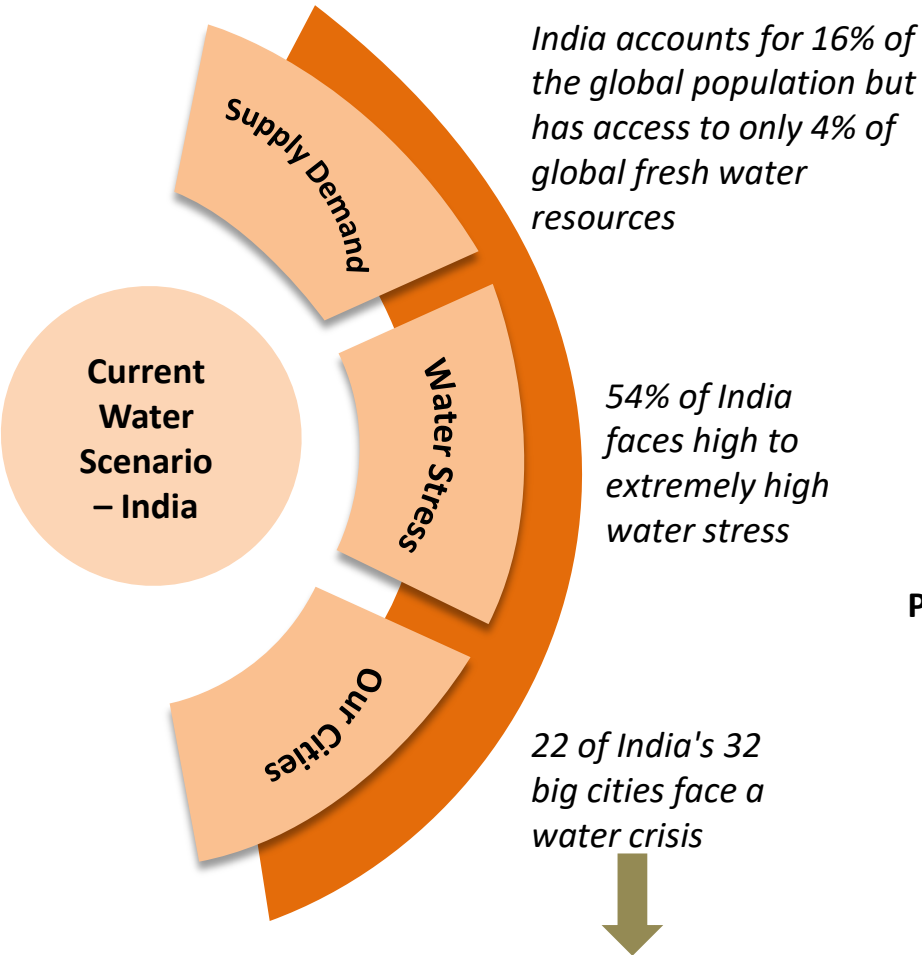 India accounts for 16% of
the global population but
has access to only 4% of
global fresh water
resources
Supply Demand
Current
Water
Scenario
– India
Water Stress
54% of India
faces high to
extremely high
water stress
P
Our Cities
22 of India's 32
big cities face a
water crisis